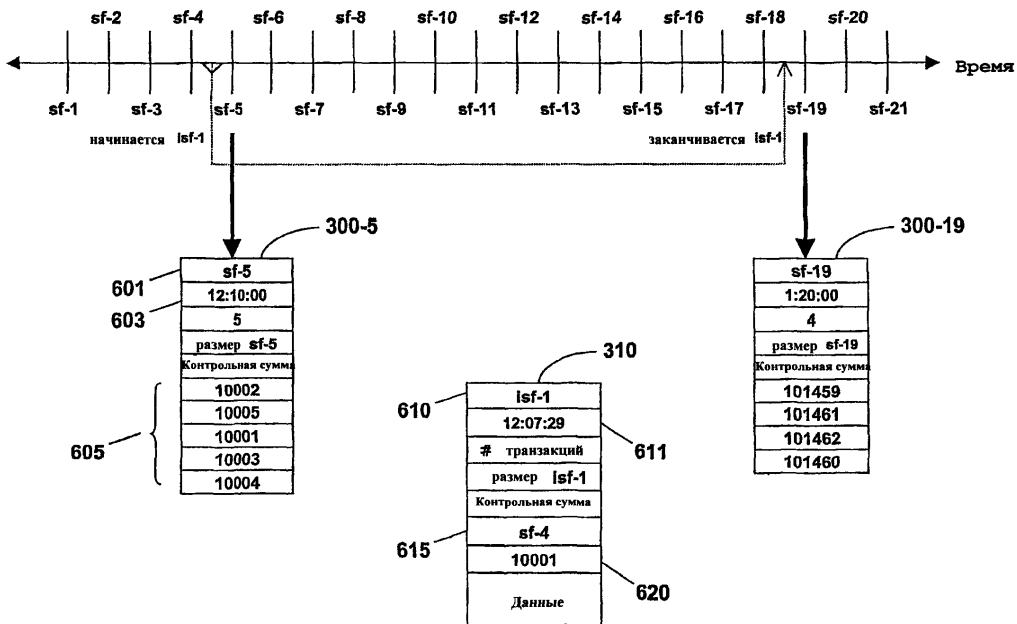 sf-2 sf-4 sf-6 sf-8 sf-10 sf-12 sf-14 sf-16 sf-18 sf-20
Время
sf-1 sf-3 sf-5 sf-7 sf-9 sf-11 sf-13 sf-15 sf-17 sf-19 sf-21
начинается isf-1
заканчивается isf-1
300-5
300-19
601
603
605
sf-5
12:10:00
5
размер sf-5
Контрольная сумма
10002
10005
10001
10003
10004
310
610
611
615
620
isf-1
12:07:29
# транзакций
размер isf-1
Контрольная сумма
sf-4
10001
Данные
sf-19
1:20:00
4
размер sf-19
Контрольная сумма
101459
101461
101462
101460